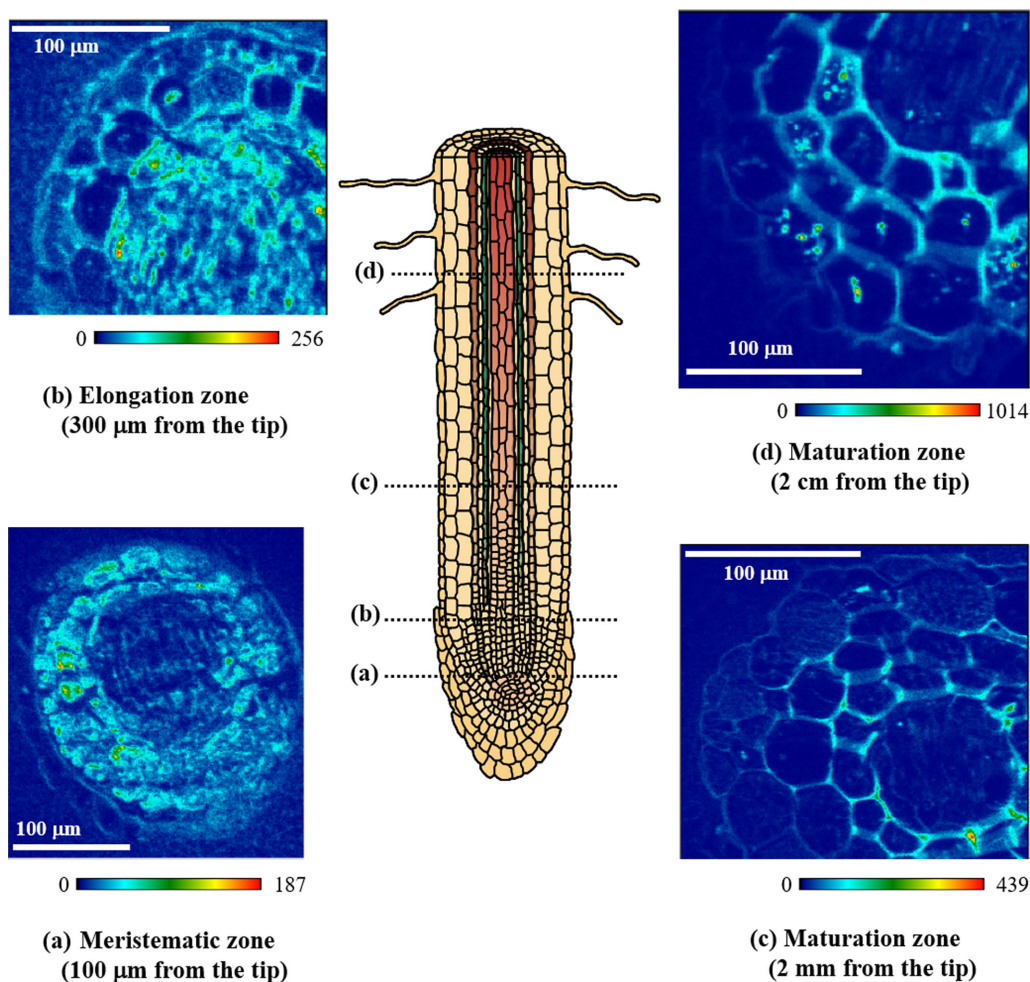 100 μm
0 256
(b) Elongation zone
(300 μm from the tip)
100 μm
0 187
(a) Meristematic zone
(100 μm from the tip)
(d)
(c)
(b)
(a)
100 μm
0 1014
(d) Maturation zone
(2 cm from the tip)
100 μm
0 439
(c) Maturation zone
(2 mm from the tip)